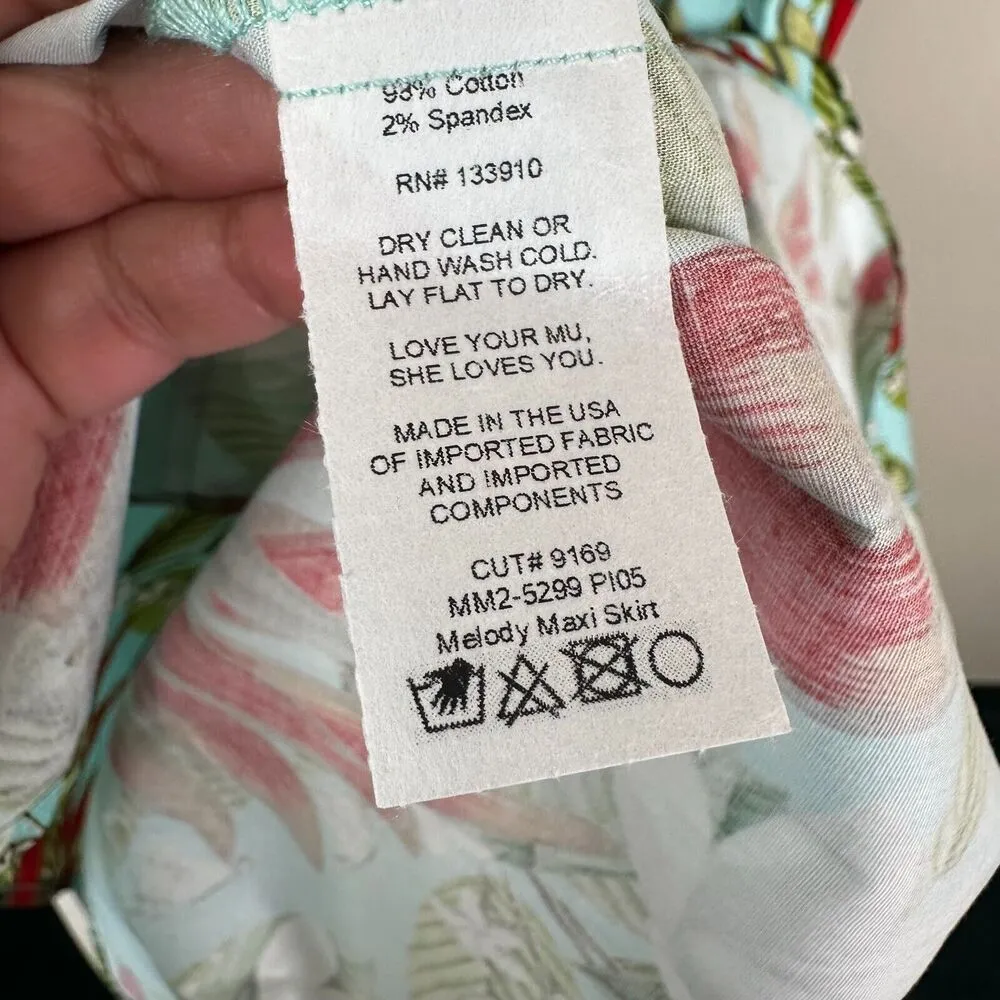 98% Cotton
2% Spandex
RN# 133910
DRY CLEAN OR
HAND WASH COLD.
LAY FLAT TO DRY.
LOVE YOUR MU,
SHE LOVES YOU.
MADE IN THE USA
OF IMPORTED FABRIC
AND IMPORTED
COMPONENTS
CUT# 9169
MM2-5299 PI05
Melody Maxi Skirt